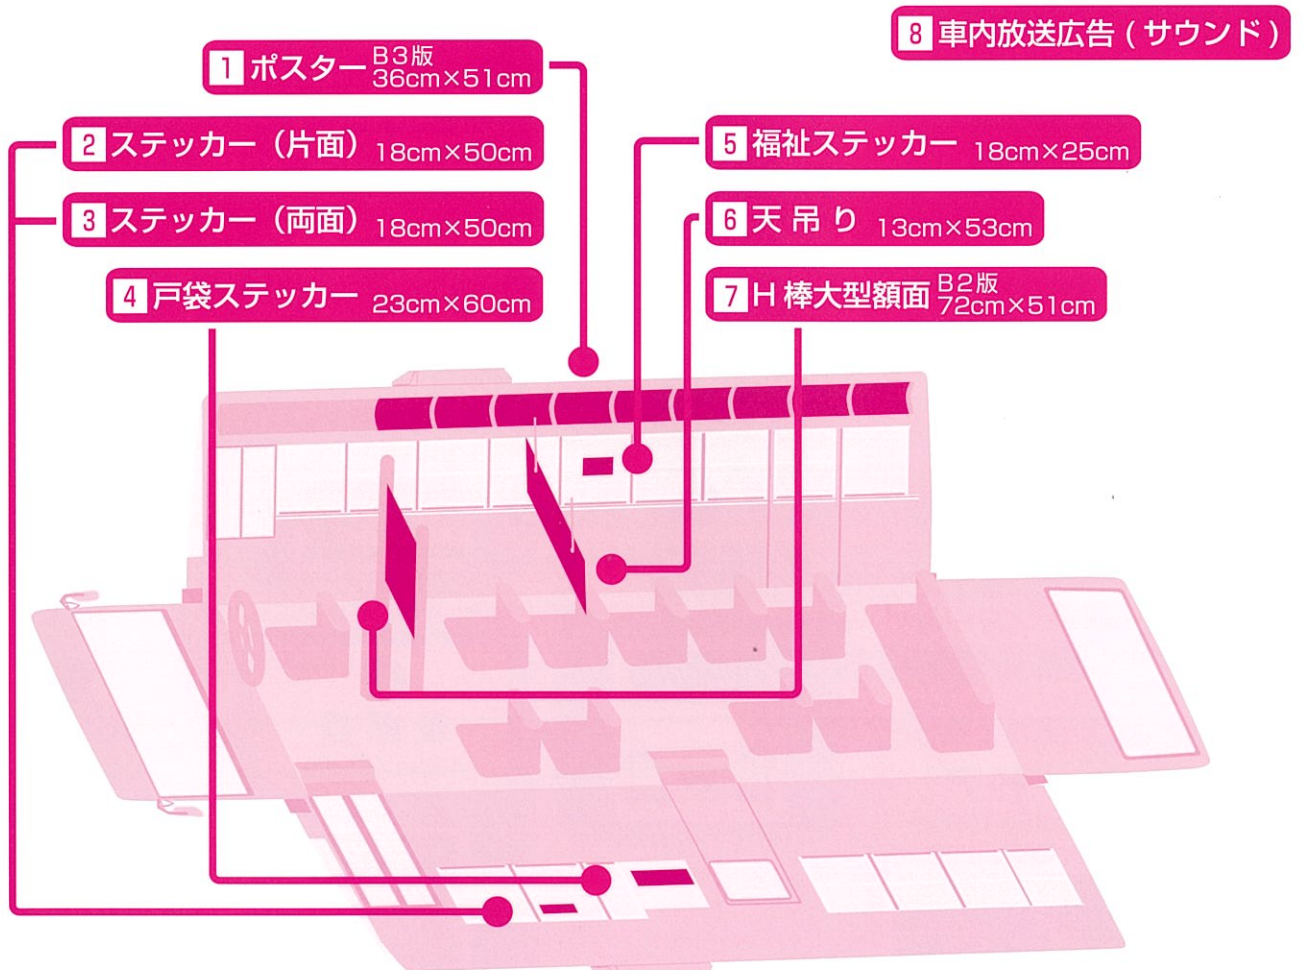 8 車内放送広告 (サウンド)
1 ポスター B3版 36cm×51cm
2 ステッカー (片面) 18cm×50cm
3 ステッカー (両面) 18cm×50cm
4 戸袋ステッカー 23cm×60cm
5 福祉ステッカー 18cm×25cm
6 天吊り 13cm×53cm
7 H棒大型額面 B2版 72cm×51cm